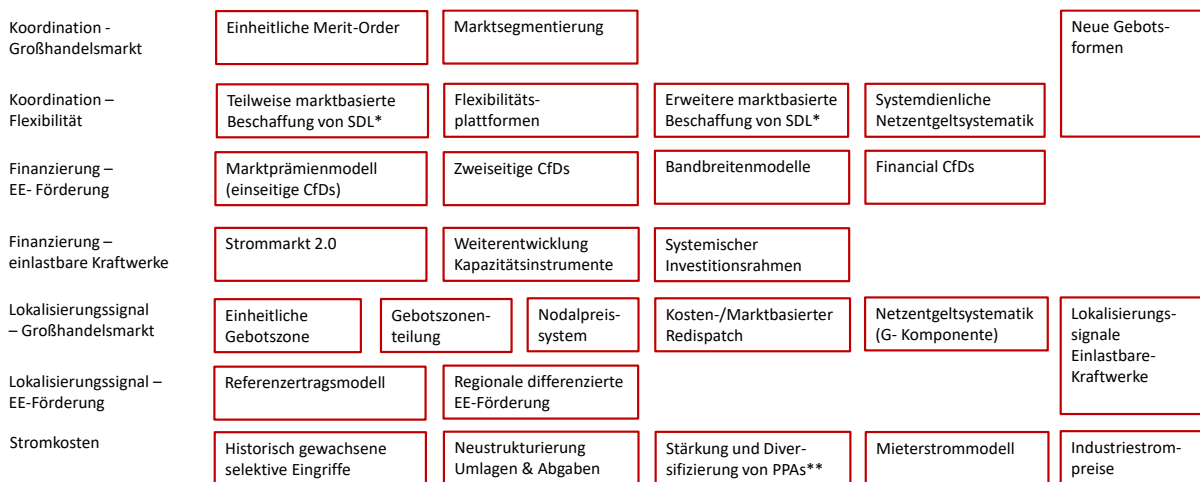 Koordination -
Großhandelsmarkt
Einheitliche Merit-Order
Marktsegmentierung
Neue Gebots-
formen
Koordination –
Flexibilität
Teilweise marktbasierte
Beschaffung von SDL*
Flexibilitäts-
plattformen
Erweitere marktbasierte
Beschaffung von SDL*
Systemdienliche
Netzentgeltsystematik
Finanzierung –
EE- Förderung
Marktprämienmodell
(einseitige CfDs)
Zweiseitige CfDs
Bandbreitenmodelle
Financial CfDs
Finanzierung –
einlastbare Kraftwerke
Strommarkt 2.0
Weiterentwicklung
Kapazitätsinstrumente
Systemischer
Investitionsrahmen
Lokalisierungssignal
– Großhandelsmarkt
Einheitliche
Gebotszone
Gebotszonen-
teilung
Nodalpreis-
system
Kosten-/Marktbasierter
Redispatch
Netzentgeltsystematik
(G- Komponente)
Lokalisierungs-
signale
Einlastbare-
Kraftwerke
Lokalisierungssignal –
EE-Förderung
Referenzertragsmodell
Regionale differenzierte
EE-Förderung
Stromkosten
Historisch gewachsene
selektive Eingriffe
Neustrukturierung
Umlagen & Abgaben
Stärkung und Diver-
sifizierung von PPAs**
Mieterstrommodell
Industriestrom-
preise